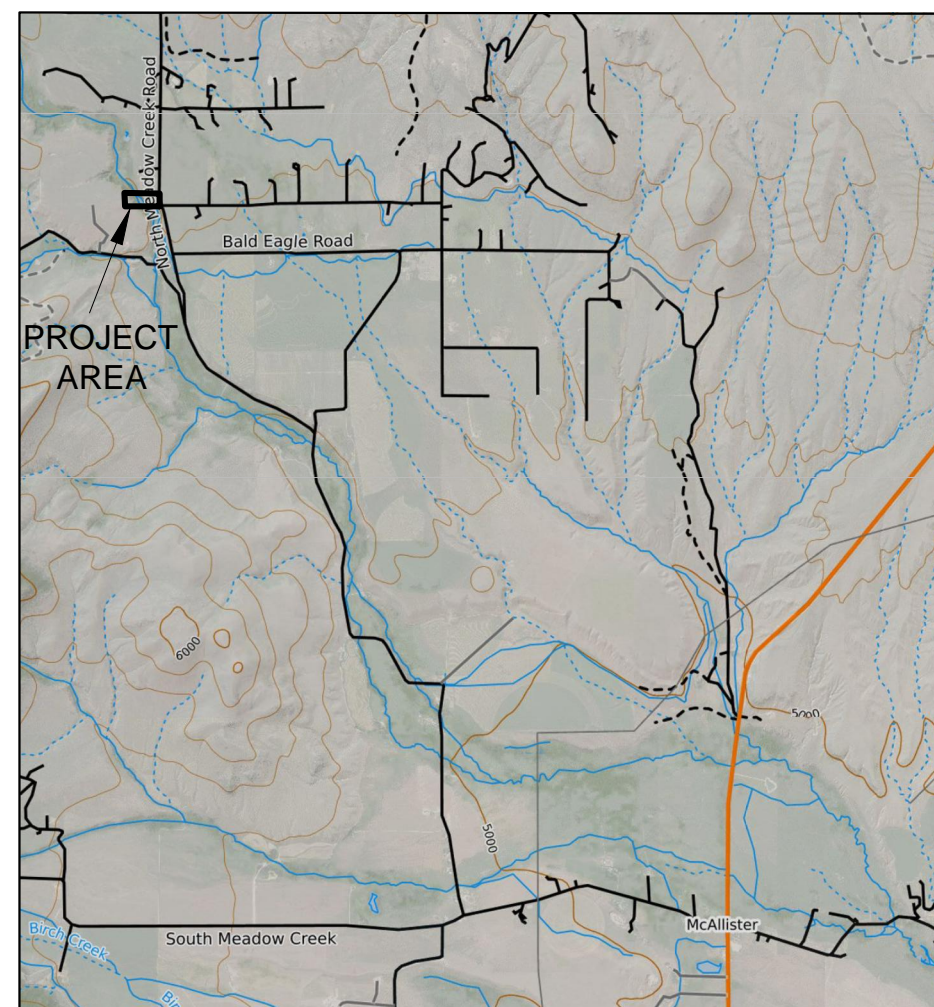 North Meadow Creek Road
Bald Eagle Road
PROJECT
AREA
6000
5000
5000
McAllister
Birch Creek
South Meadow Creek